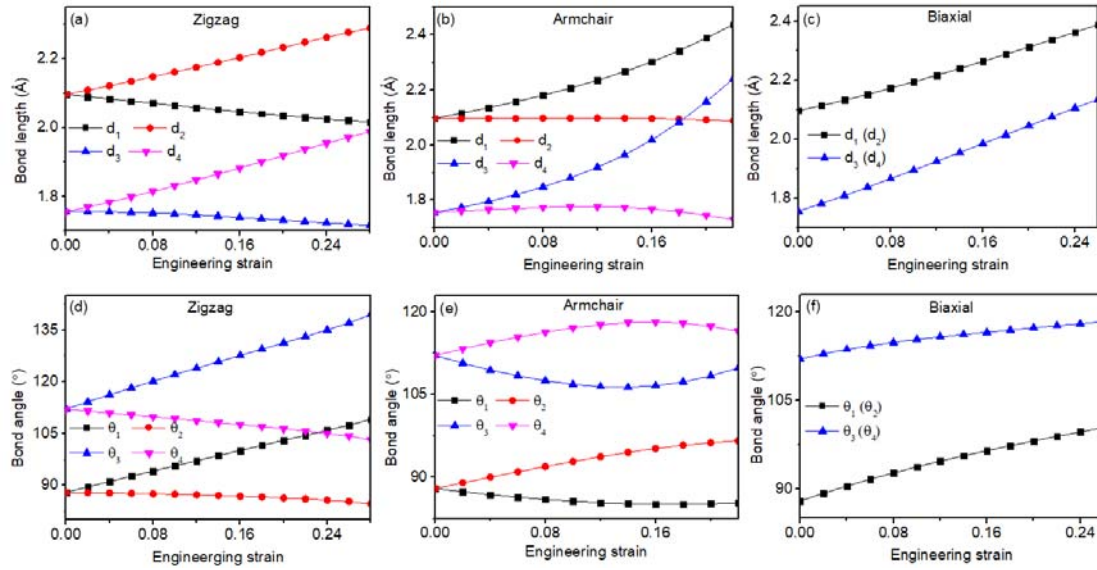 (a) Zigzag
2.2
2.0
1.8
Bond length (Å)
d1 d2
d3 d4
0.00 0.08 0.16 0.24
Engineering strain
(b) Armchair
2.4
2.2
2.0
1.8
Bond length (Å)
d1 d2
d3 d4
0.00 0.08 0.16
Engineering strain
(c) Biaxial
2.4
2.2
2.0
1.8
Bond length (Å)
d1 (d2)
d3 (d4)
0.00 0.08 0.16 0.24
Engineering strain
(d) Zigzag
135
120
105
90
Bond angle (°)
θ1 θ2
θ3 θ4
0.00 0.08 0.16 0.24
Engineerging strain
(e) Armchair
120
105
90
Bond angle (°)
θ1 θ2
θ3 θ4
0.00 0.08 0.16
Engineering strain
(f) Biaxial
120
105
90
Bond angle (°)
θ1 (θ2)
θ3 (θ4)
0.00 0.08 0.16 0.24
Engineering strain